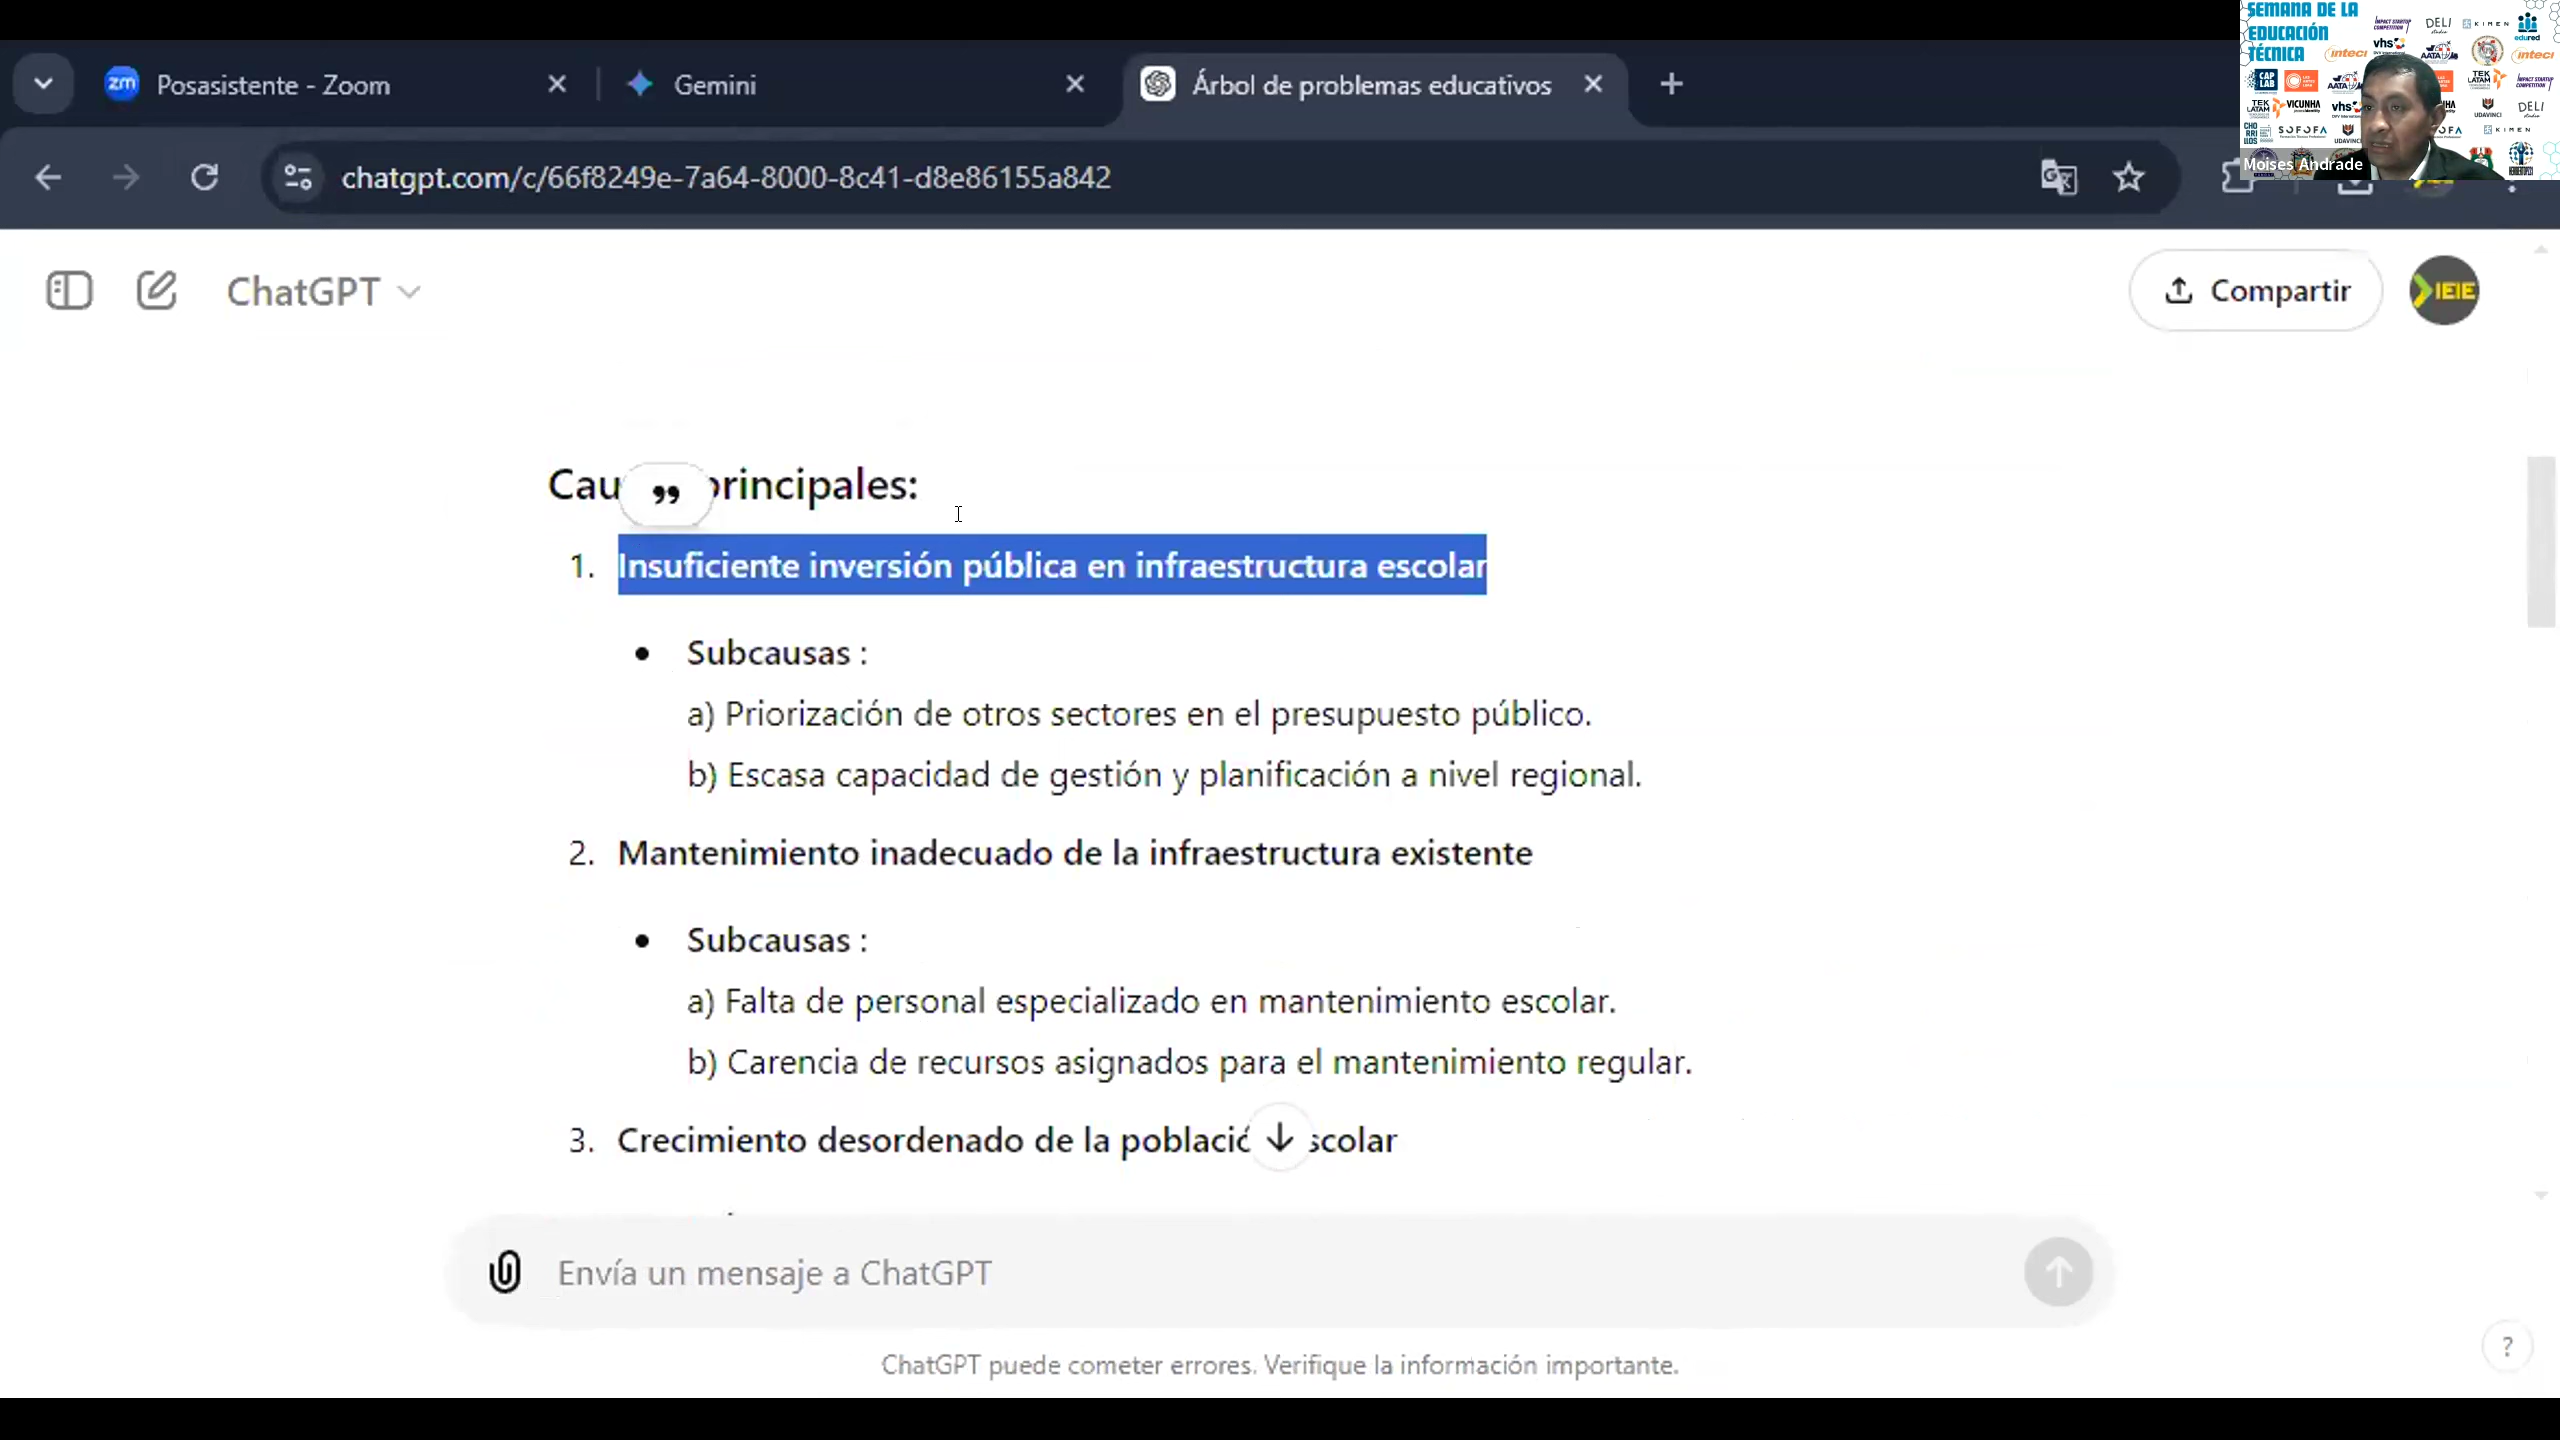 SEMANA DE LA
EDUCACIÓN
TÉCNICA
Moises Andrade
zm Posasistente - Zoom
Gemini
Árbol de problemas educativos
chatgpt.com/c/66f8249e-7a64-8000-8c41-d8e86155a842
ChatGPT
Compartir
IEIE
Cau principales:
1. Insuficiente inversión pública en infraestructura escolar
• Subcausas :
a) Priorización de otros sectores en el presupuesto público.
b) Escasa capacidad de gestión y planificación a nivel regional.
2. Mantenimiento inadecuado de la infraestructura existente
• Subcausas :
a) Falta de personal especializado en mantenimiento escolar.
b) Carencia de recursos asignados para el mantenimiento regular.
3. Crecimiento desordenado de la població scolar
Envía un mensaje a ChatGPT
ChatGPT puede cometer errores. Verifique la información importante.
?